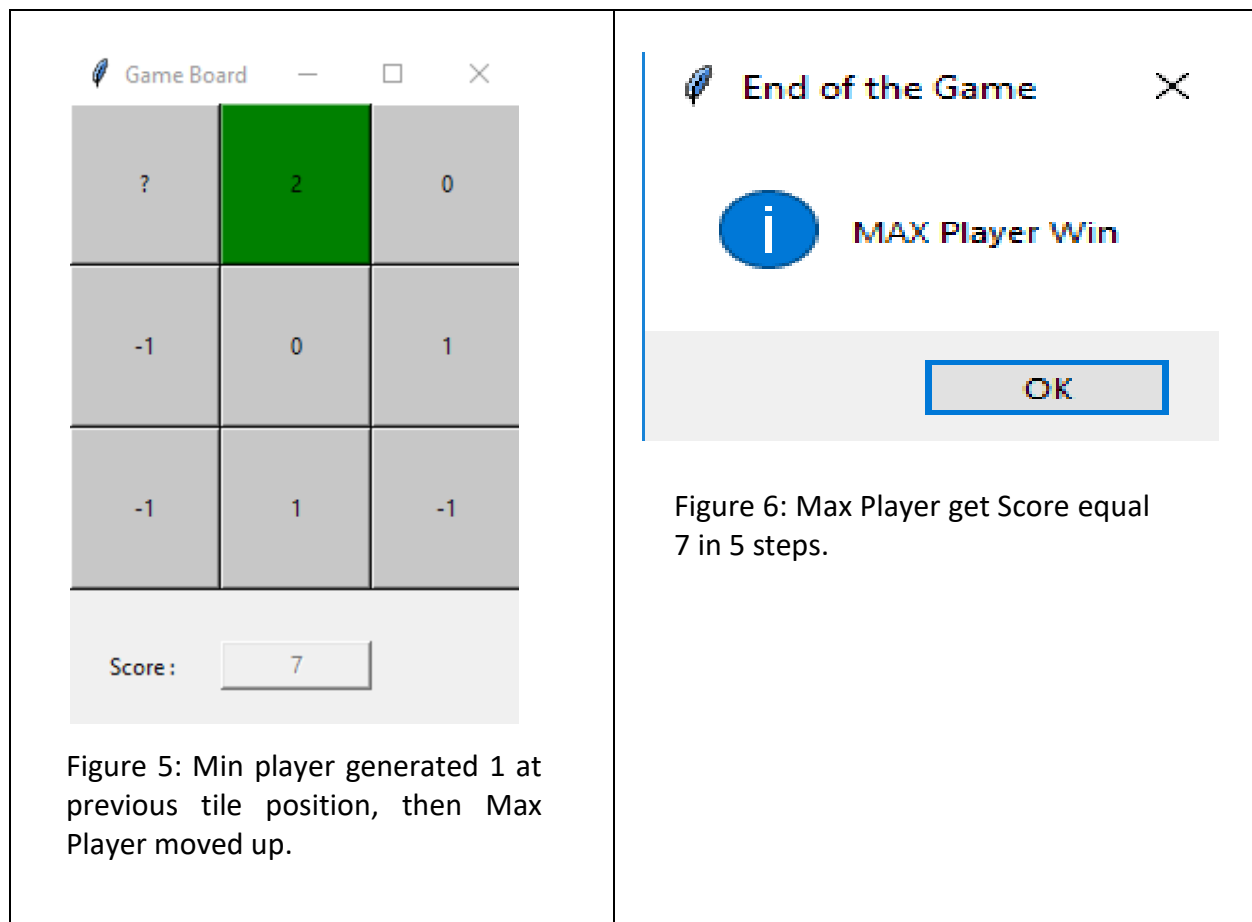 Game Board
? 2 0
-1 0 1
-1 1 -1
Score: 7
Figure 5: Min player generated 1 at
previous tile position, then Max
Player moved up.
End of the Game
i
MAX Player Win
OK
Figure 6: Max Player get Score equal
7 in 5 steps.